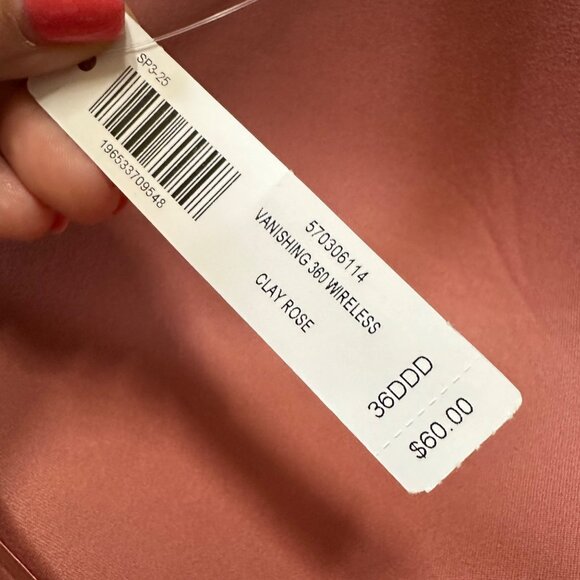 SP3-25
196533709548
570306114
VANISHING 360 WIRELESS
CLAY ROSE
36DDD
$60.00